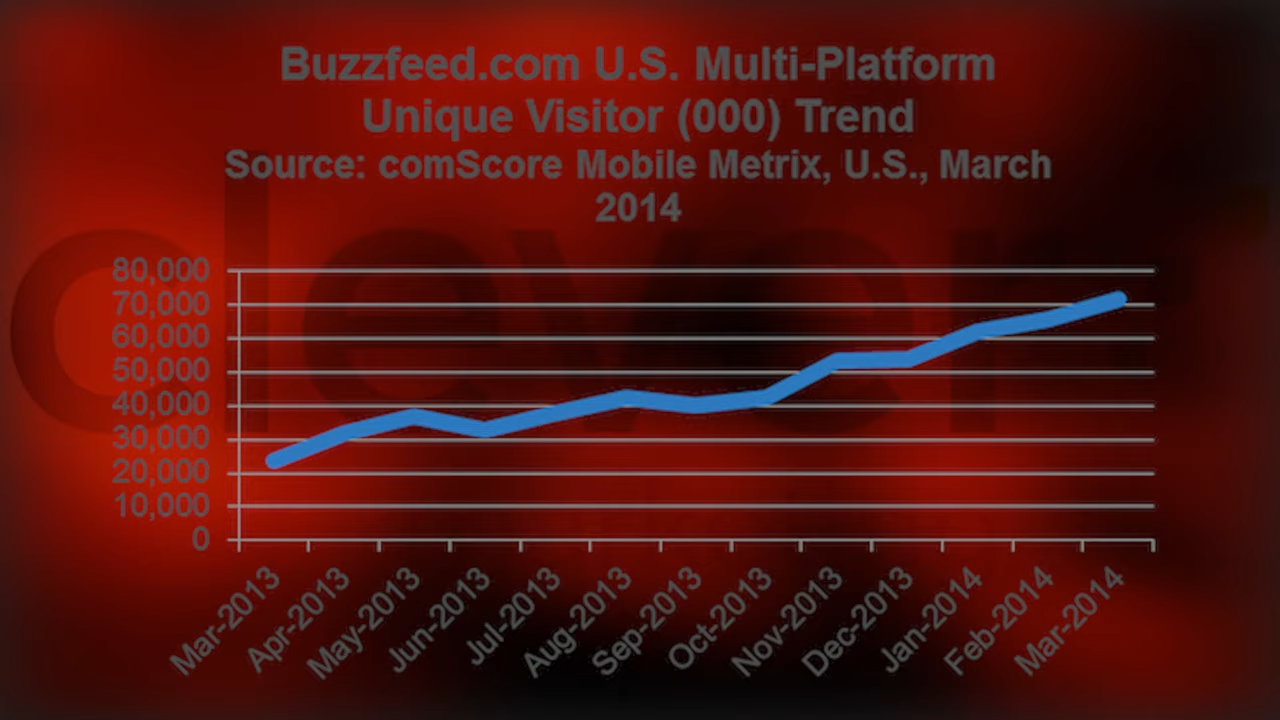 Buzzfeed.com U.S. Multi-Platform
Unique Visitor (000) Trend
Source: comScore Mobile Metrix, U.S., March
2014
clever
80,000
70,000
60,000
50,000
40,000
30,000
20,000
10,000
0
Mar-2013
Apr-2013
May-2013
Jun-2013
Jul-2013
Aug-2013
Sep-2013
Oct-2013
Nov-2013
Dec-2013
Jan-2014
Feb-2014
Mar-2014